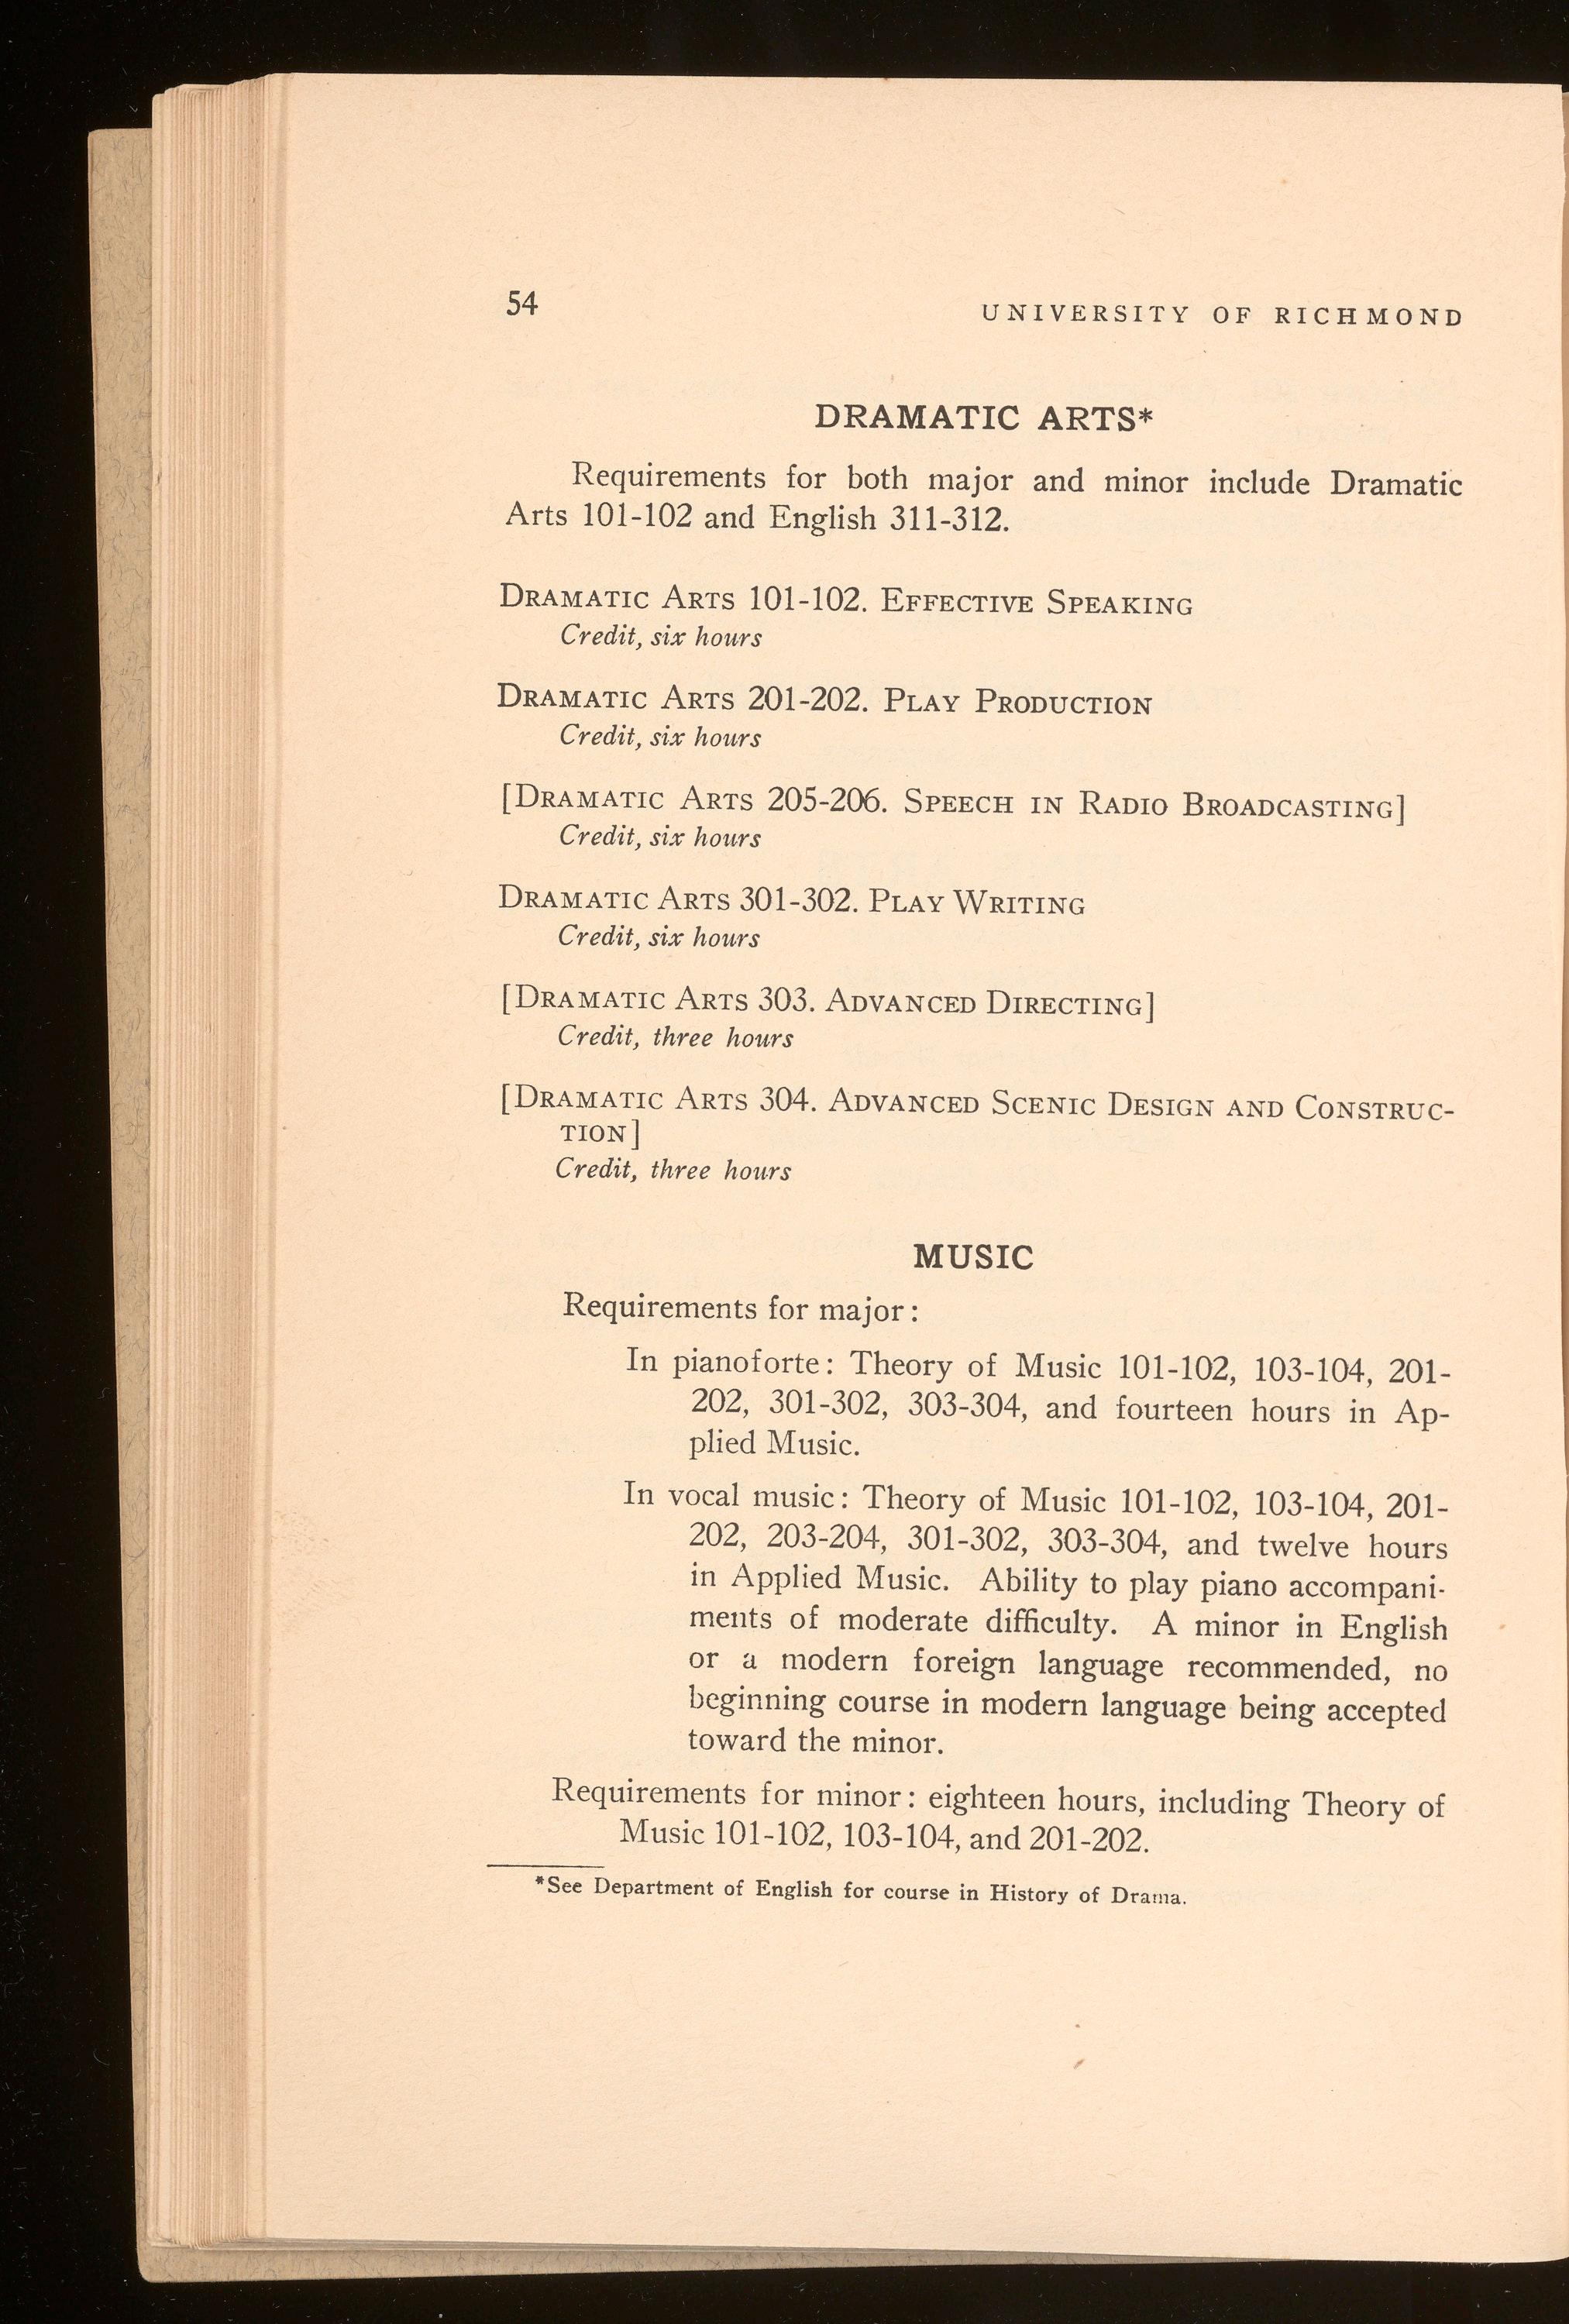 54
UNIVERSITY OF RICHMOND
DRAMATIC ARTS*
Requirements for both major and minor include Dramatic
Arts 101-102 and English 311-312.
DRAMATIC ARTS 101-102. EFFECTIVE SPEAKING
Credit, six hours
DRAMATIC ARTS 201-202. PLAY PRODUCTION
Credit, six hours
[DRAMATIC ARTS 205-206. SPEECH IN RADIO BROADCASTING]
Credit, six hours
DRAMATIC ARTS 301-302. PLAY WRITING
Credit, six hours
[DRAMATIC ARTS 303. ADVANCED DIRECTING]
Credit, three hours
[DRAMATIC ARTS 304. ADVANCED SCENIC DESIGN AND CONSTRUC-
TION]
Credit, three hours
MUSIC
Requirements for major:
In pianoforte: Theory of Music 101-102, 103-104, 201-
202, 301-302, 303-304, and fourteen hours in Ap-
plied Music.
In vocal music: Theory of Music 101-102, 103-104, 201-
202, 203-204, 301-302, 303-304, and twelve hours
in Applied Music. Ability to play piano accompani-
ments of moderate difficulty. A minor in English
or a modern foreign language recommended, no
beginning course in modern language being accepted
toward the minor.
Requirements for minor: eighteen hours, including Theory of
Music 101-102, 103-104, and 201-202.
*See Department of English for course in History of Drama.